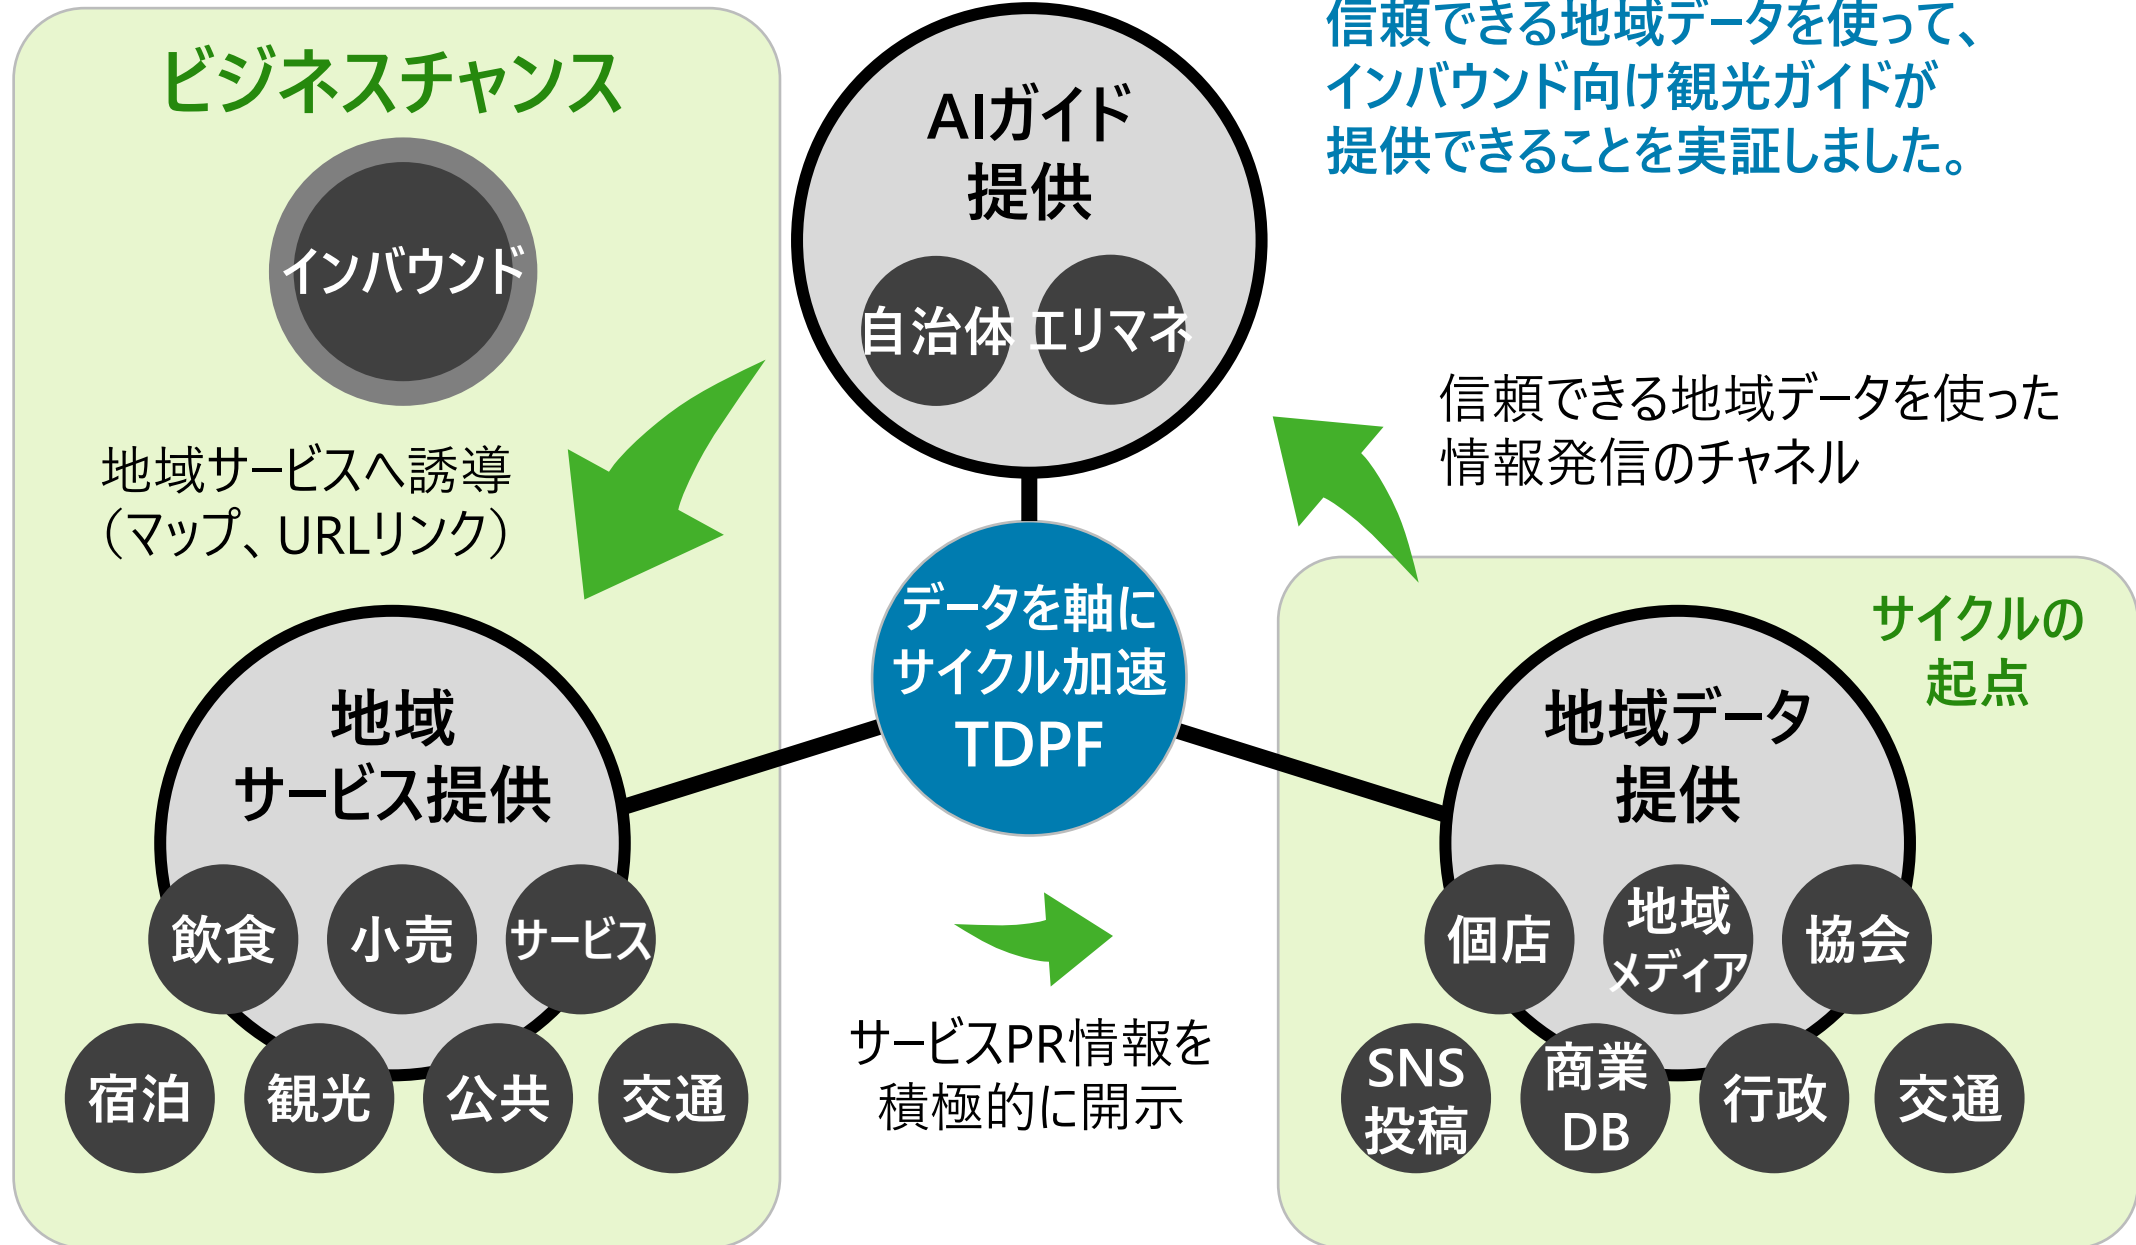 ビジネスチャンス
インバウンド
地域サービスへ誘導
（マップ、URLリンク）
地域
サービス提供
飲食
小売
サービス
宿泊
観光
公共
交通
AIガイド
提供
自治体
エリマネ
データを軸に
サイクル加速
TDPF
サービスPR情報を
積極的に開示
信頼できる地域データを使って、
インバウンド向け観光ガイドが
提供できることを実証しました。
信頼できる地域データを使った
情報発信のチャネル
サイクルの
起点
地域データ
提供
個店
地域
メディア
協会
SNS
投稿
商業
DB
行政
交通